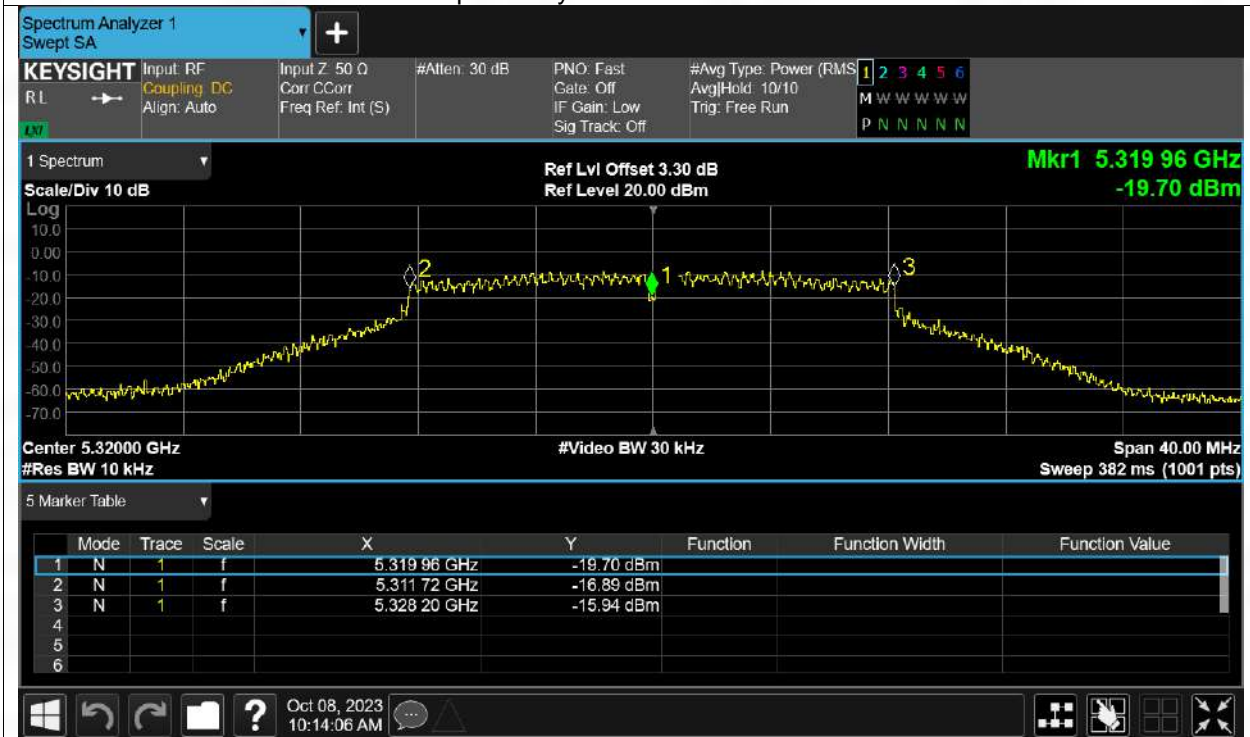 Spectrum Analyzer 1
Swept SA
+
KEYSIGHT Input: RF Input Z: 50 Ω #Atten: 30 dB PNO: Fast #Avg Type: Power (RMS 1 2 3 4 5 6
RL Coupling: DC Corr CCorr Gate: Off Avg|Hold: 10/10 M W W W W W
Align: Auto Freq Ref: Int (S) IF Gain: Low Trig: Free Run
LXI Sig Track: Off P N N N N N
1 Spectrum Ref Lvl Offset 3.30 dB Mkr1 5.319 96 GHz
Scale/Div 10 dB Ref Level 20.00 dBm -19.70 dBm
Log
10.0
0.00
-10.0 2 1 3
-20.0
-30.0
-40.0
-50.0
-60.0
-70.0
Center 5.32000 GHz #Video BW 30 kHz Span 40.00 MHz
#Res BW 10 kHz Sweep 382 ms (1001 pts)
5 Marker Table
Mode Trace Scale X Y Function Function Width Function Value
1 N 1 f 5.319 96 GHz -19.70 dBm
2 N 1 f 5.311 72 GHz -16.89 dBm
3 N 1 f 5.328 20 GHz -15.94 dBm
4
5
6
? Oct 08, 2023
10:14:06 AM